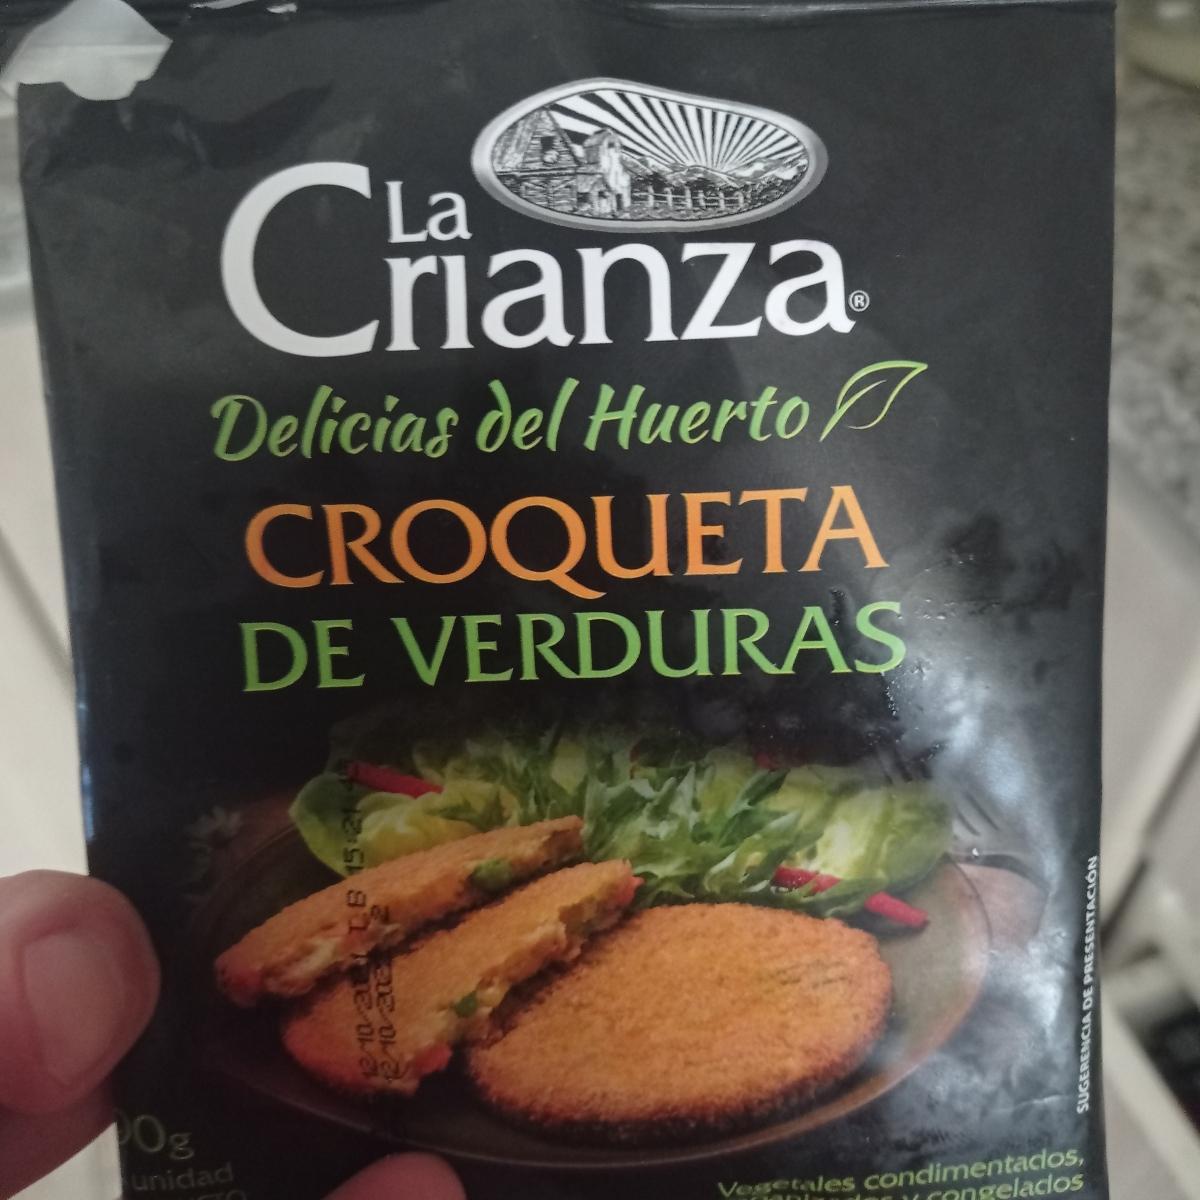 La
Crianza®
Delicias del Huerto
CROQUETA
DE VERDURAS
SUGERENCIA DE PRESENTACIÓN
unidad
Vegetales condimentados,
y congelados